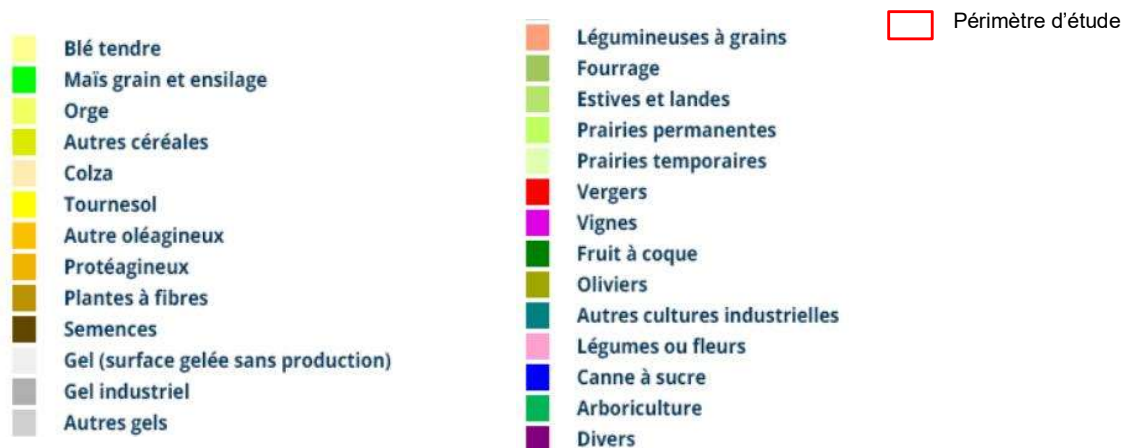 Blé tendre
Maïs grain et ensilage
Orge
Autres céréales
Colza
Tournesol
Autre oléagineux
Protéagineux
Plantes à fibres
Semences
Gel (surface gelée sans production)
Gel industriel
Autres gels
Légumineuses à grains
Fourrage
Estives et landes
Prairies permanentes
Prairies temporaires
Vergers
Vignes
Fruit à coque
Oliviers
Autres cultures industrielles
Légumes ou fleurs
Canne à sucre
Arboriculture
Divers
Périmètre d’étude